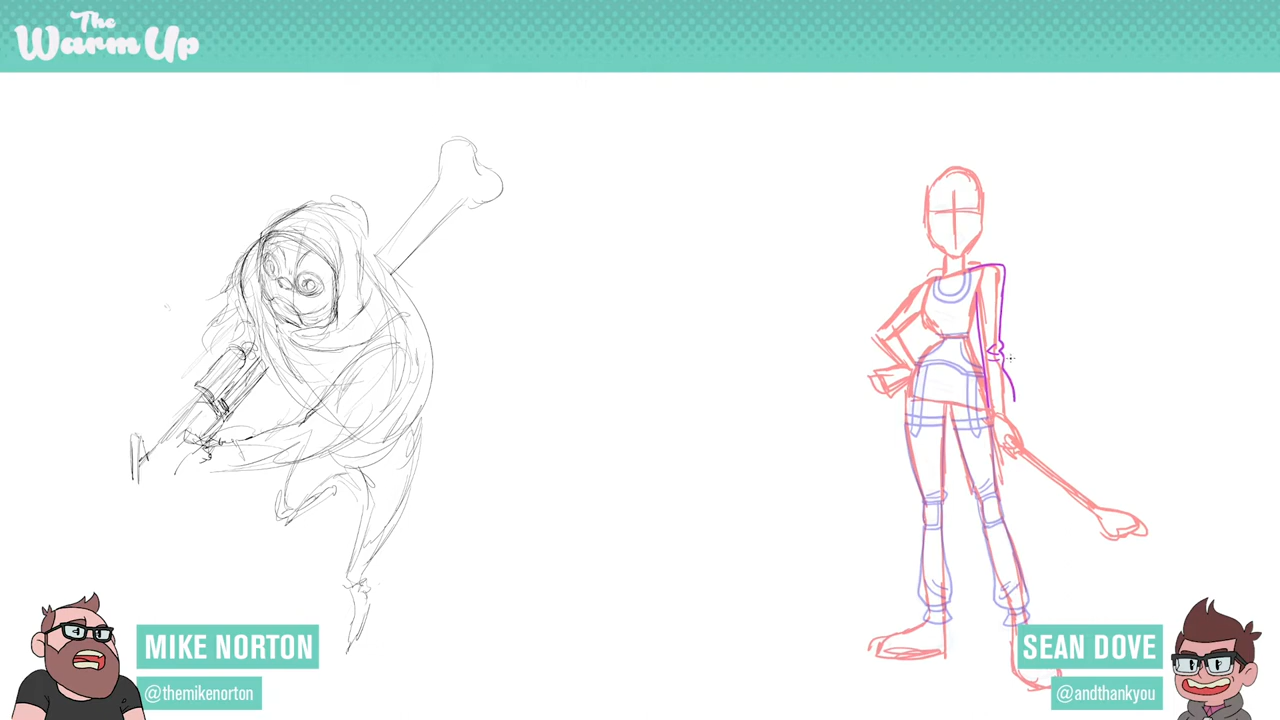 The
Warm Up
MIKE NORTON
@themikenorton
SEAN DOVE
@andthankyou